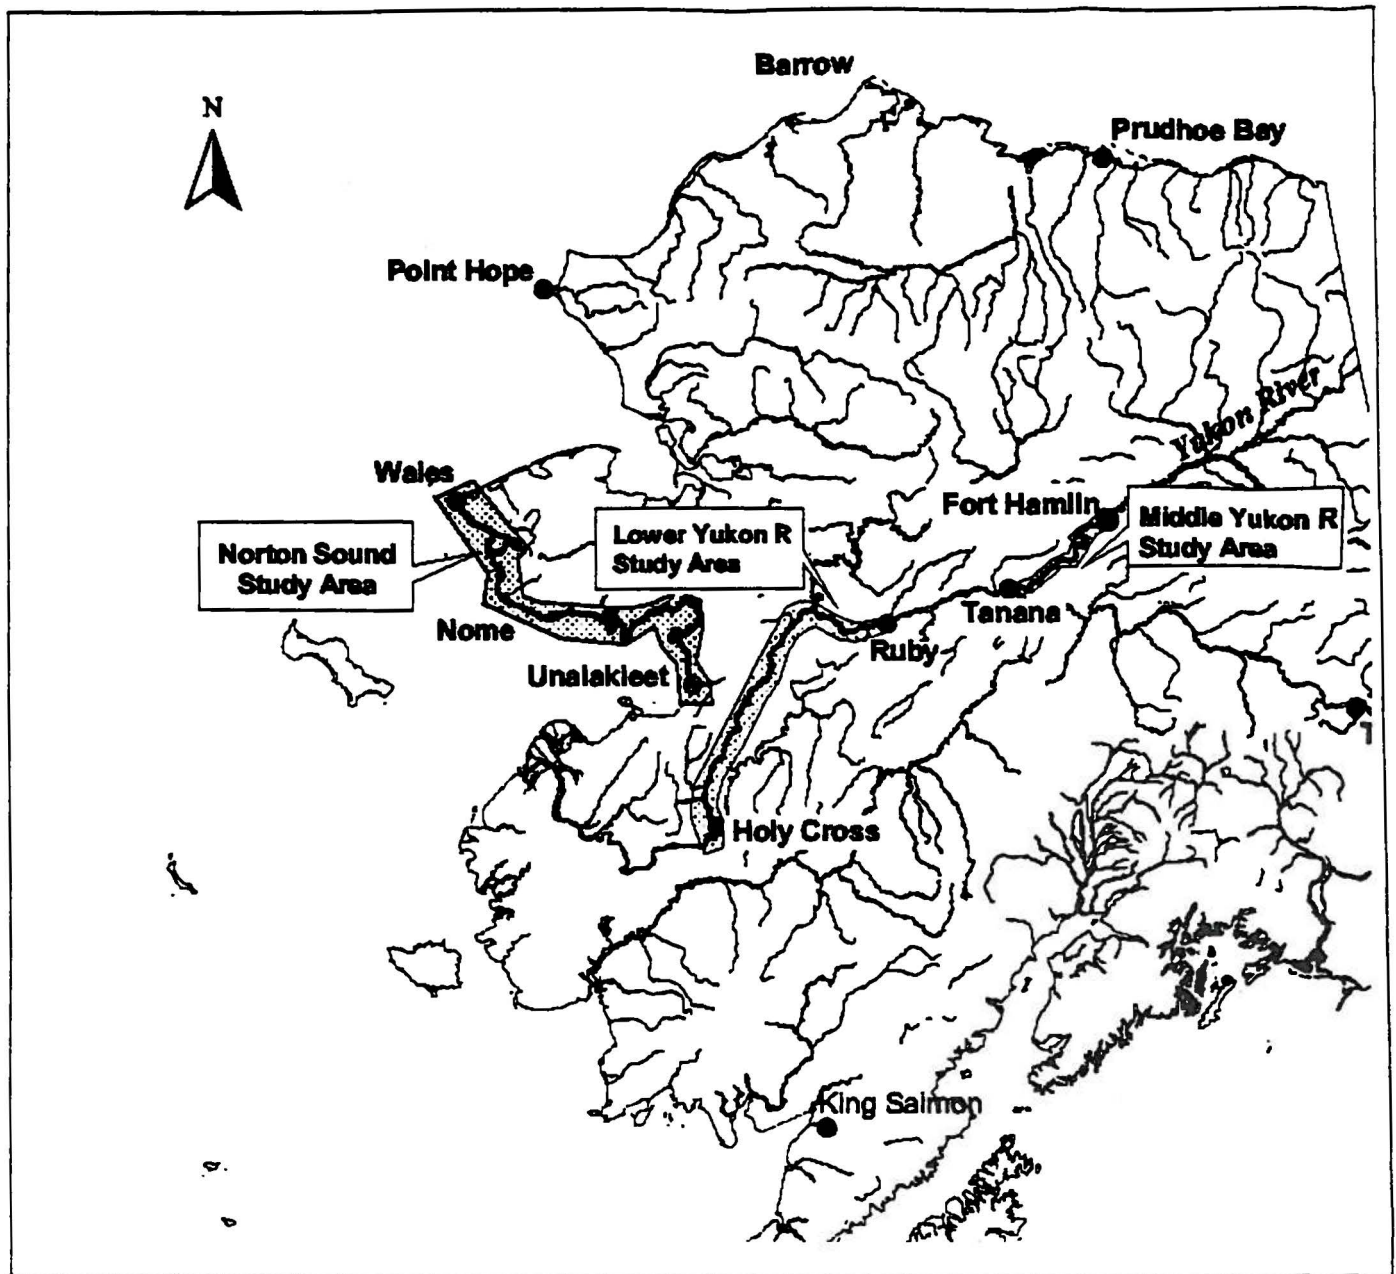 Barrow
N
Prudhoe Bay
Point Hope
Yukon River
Wales
Fort Hamlin
Norton Sound
Study Area
Lower Yukon R
Study Area
Middle Yukon R
Study Area
Nome
Tanana
Ruby
Unalakleet
Holy Cross
King Salmon